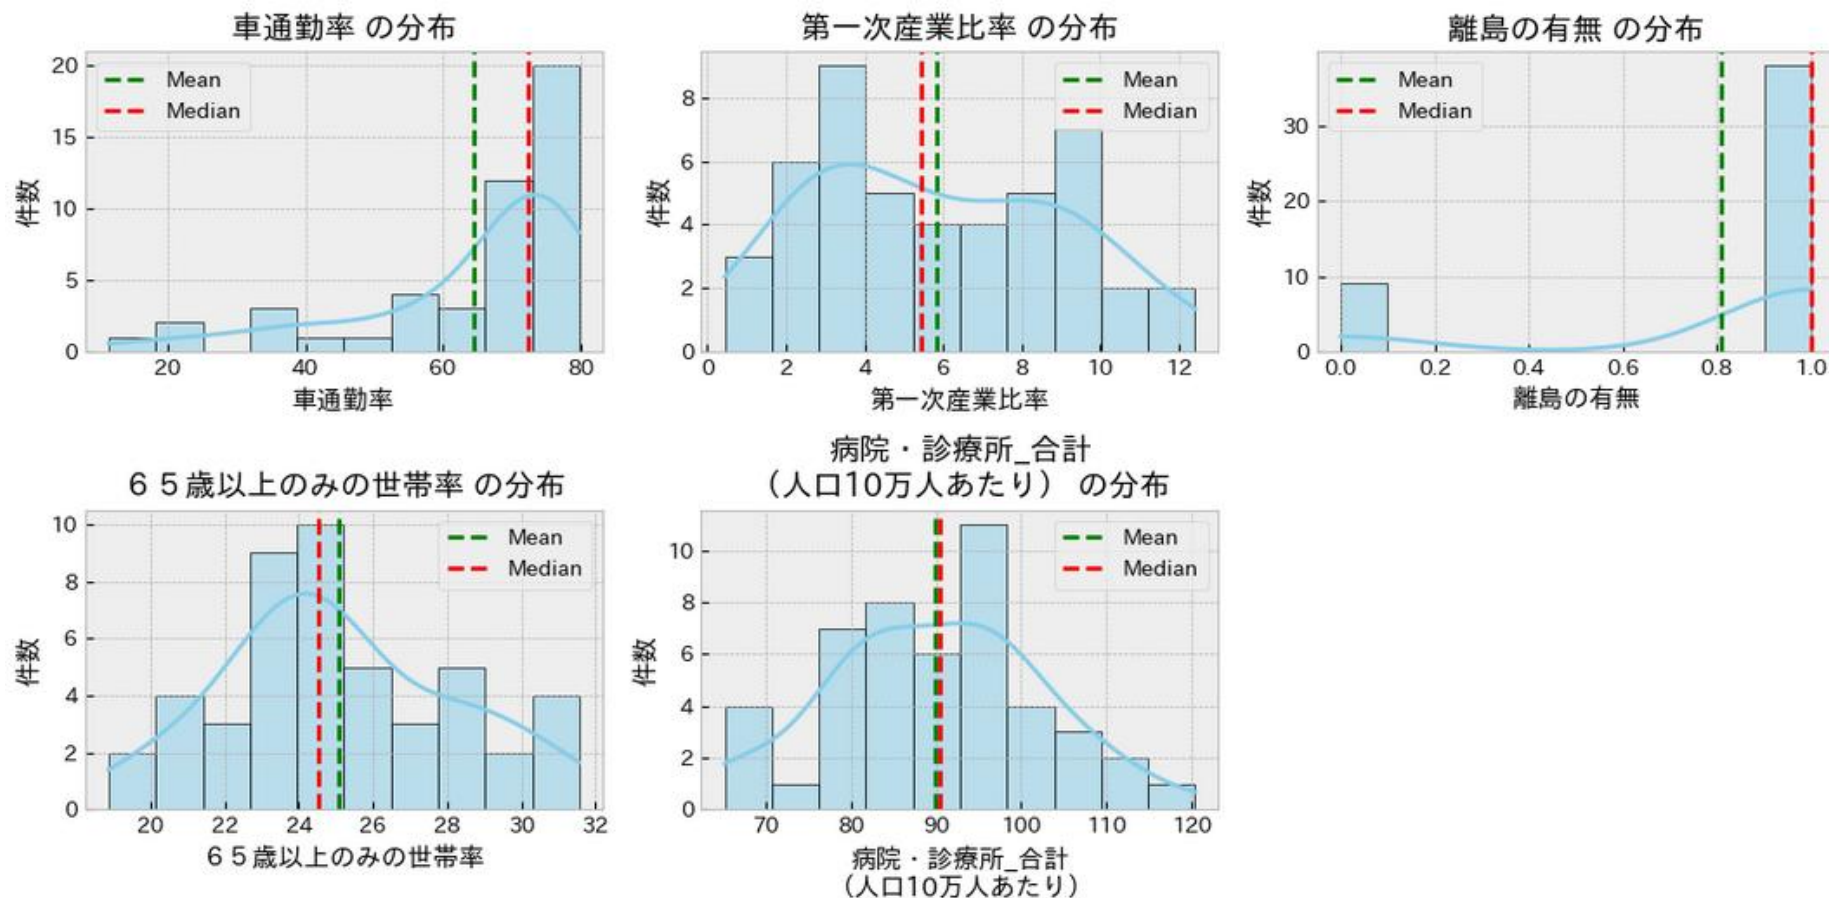 車通勤率 の分布
20
15
10
5
0
件数
Mean
Median
20
40
60
80
車通勤率
第一次産業比率 の分布
8
6
4
2
0
件数
Mean
Median
0
2
4
6
8
10
12
第一次産業比率
離島の有無 の分布
30
20
10
0
件数
Mean
Median
0.0
0.2
0.4
0.6
0.8
1.0
離島の有無
６５歳以上のみの世帯率 の分布
10
8
6
4
2
0
件数
Mean
Median
20
22
24
26
28
30
32
６５歳以上のみの世帯率
病院・診療所_合計
（人口10万人あたり） の分布
10
8
6
4
2
0
件数
Mean
Median
70
80
90
100
110
120
病院・診療所_合計
（人口10万人あたり）